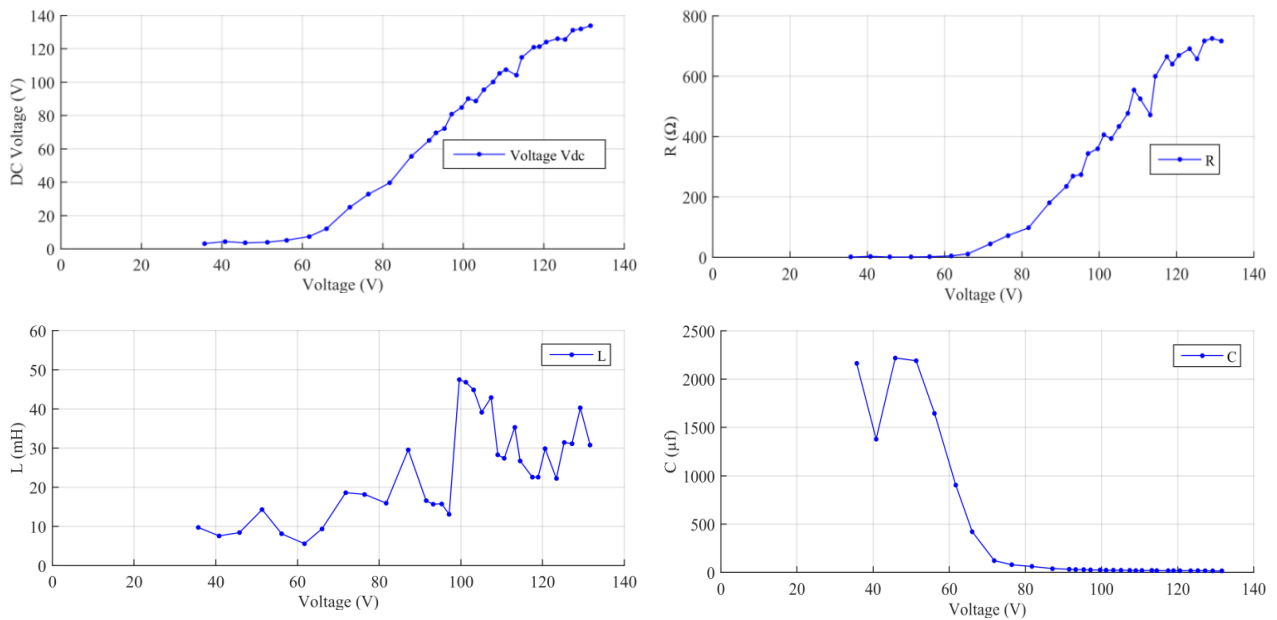 140
120
100
80
60
40
20
0
DC Voltage (V)
Voltage Vdc
0 20 40 60 80 100 120 140
Voltage (V)
800
600
400
200
0
R (Ω)
R
0 20 40 60 80 100 120 140
Voltage (V)
60
50
40
30
20
10
0
L (mH)
L
0 20 40 60 80 100 120 140
Voltage (V)
2500
2000
1500
1000
500
0
C (µf)
C
0 20 40 60 80 100 120 140
Voltage (V)